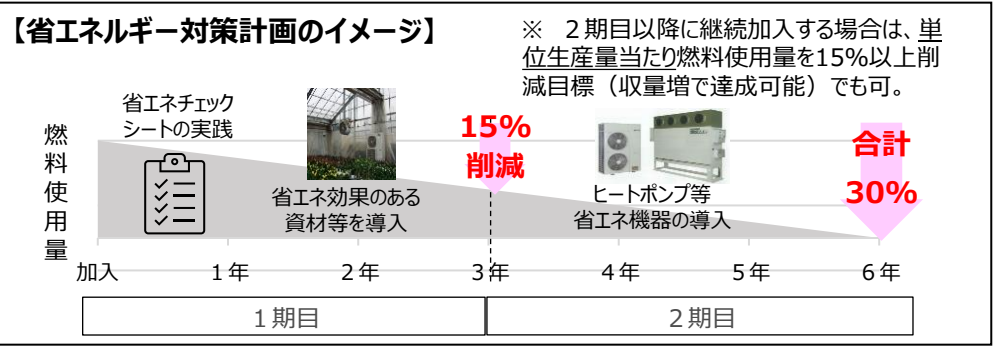 【省エネルギー対策計画のイメージ】
※　２期目以降に継続加入する場合は、単
位生産量当たり燃料使用量を15％以上削
減目標（収量増で達成可能）でも可。
省エネチェック
シートの実践
燃料使用量
省エネ効果のある
資材等を導入
15%
削減
ヒートポンプ等
省エネ機器の導入
合計
30%
加入　１年　２年　３年　４年　５年　６年
１期目　２期目